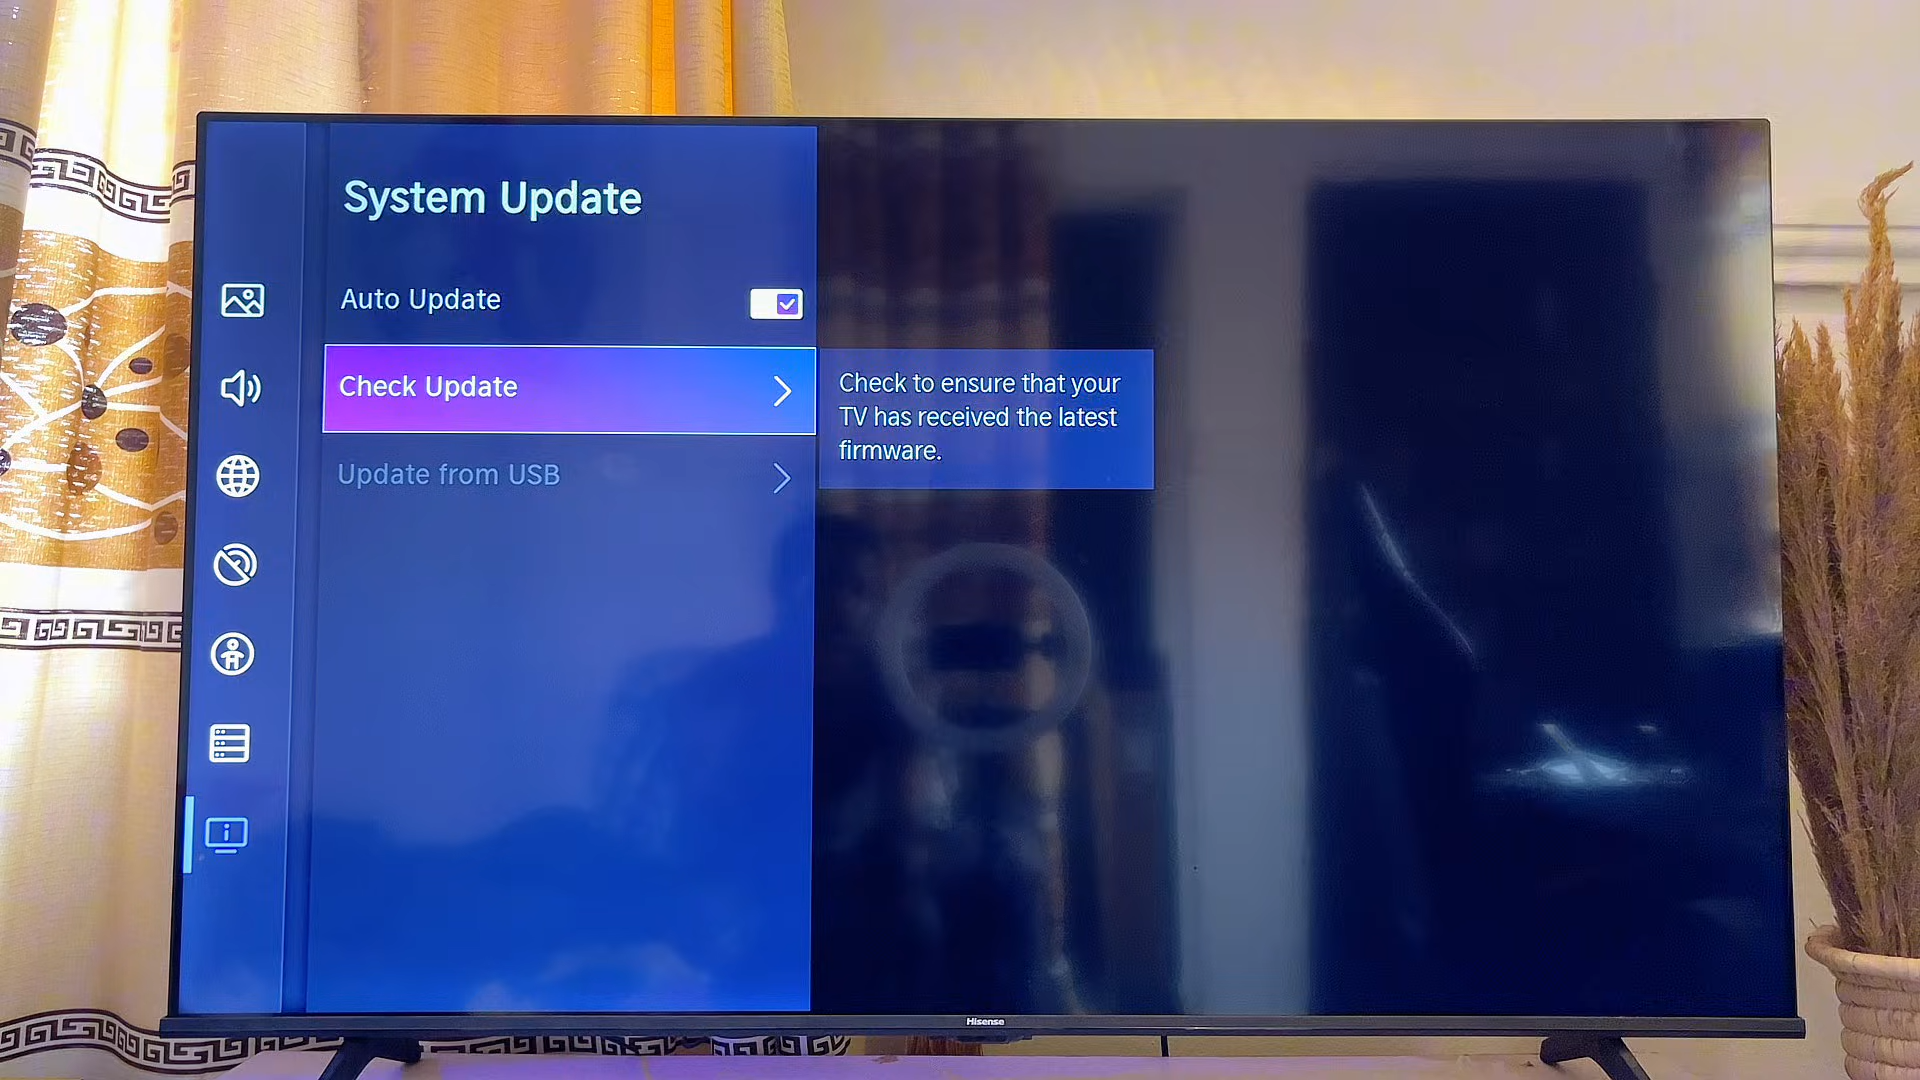 System Update
Auto Update
Check Update
Check to ensure that your
TV has received the latest
firmware.
Update from USB
Hisense